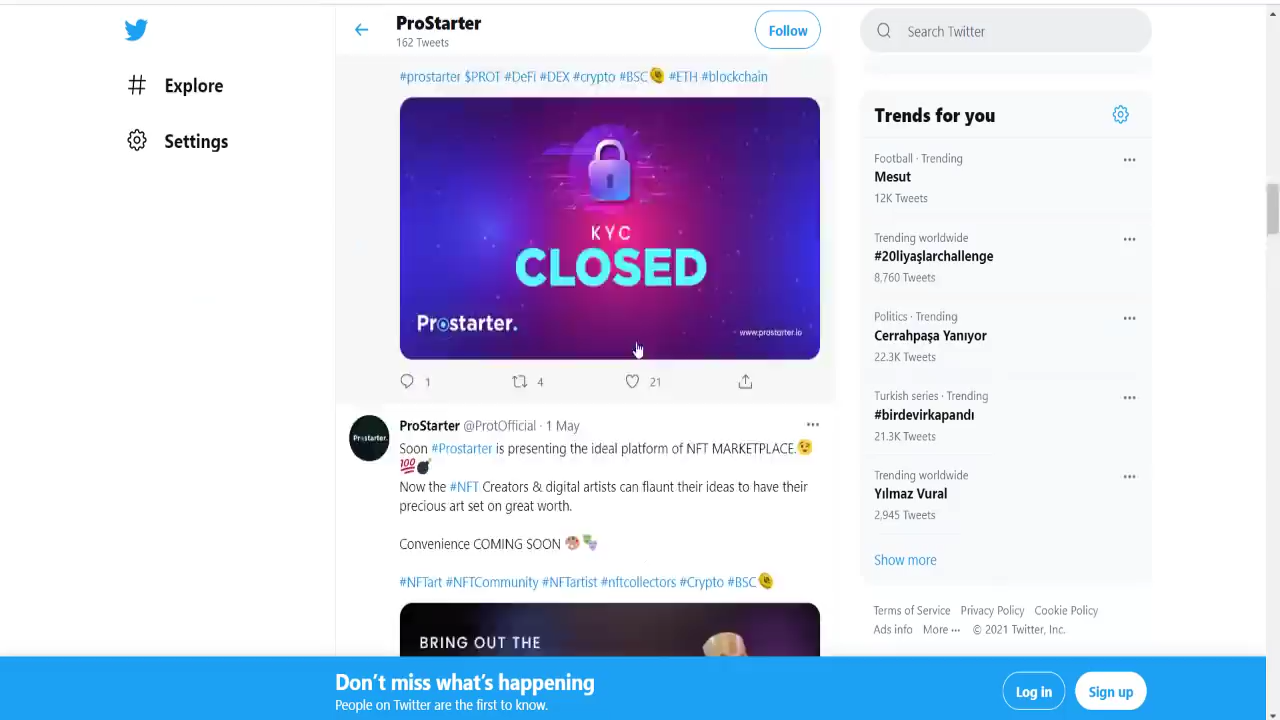 ProStarter
162 Tweets
Follow
Search Twitter
Explore
Settings
#prostarter $PROT #DeFi #DEX #crypto #BSC #ETH #blockchain
KYC
CLOSED
Prostarter.
www.prostarter.io
1
4
21
ProStarter @ProtOfficial · 1 May
Soon #Prostarter is presenting the ideal platform of NFT MARKETPLACE.😉
💯💣
Now the #NFT Creators & digital artists can flaunt their ideas to have their
precious art set on great worth.
Convenience COMING SOON 🎨
#NFTart #NFTCommunity #NFTartist #nftcollectors #Crypto #BSC
BRING OUT THE
Prostarter.
Trends for you
Football · Trending
Mesut
12K Tweets
Trending worldwide
#20liyaşlarchallenge
8,760 Tweets
Politics · Trending
Cerrahpaşa Yanıyor
22.3K Tweets
Turkish series · Trending
#birdevirkapandı
21.3K Tweets
Trending worldwide
Yılmaz Vural
2,945 Tweets
Show more
Terms of Service Privacy Policy Cookie Policy
Ads info More ··· © 2021 Twitter, Inc.
Don't miss what's happening
People on Twitter are the first to know.
Log in
Sign up